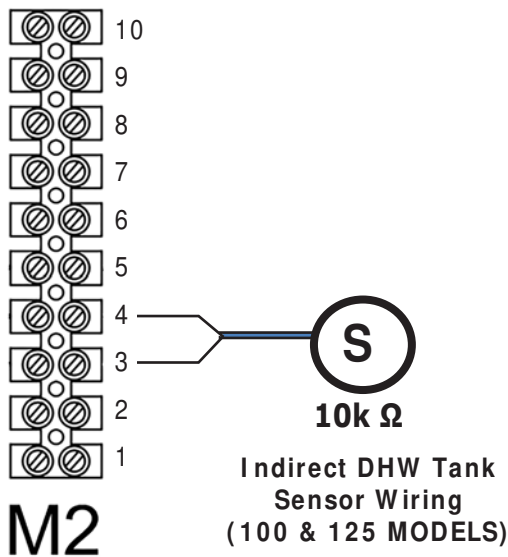 10
9
8
7
6
5
4
3
2
1
S
10k Ω
Indirect DHW Tank
Sensor Wiring
(100 & 125 MODELS)
M2